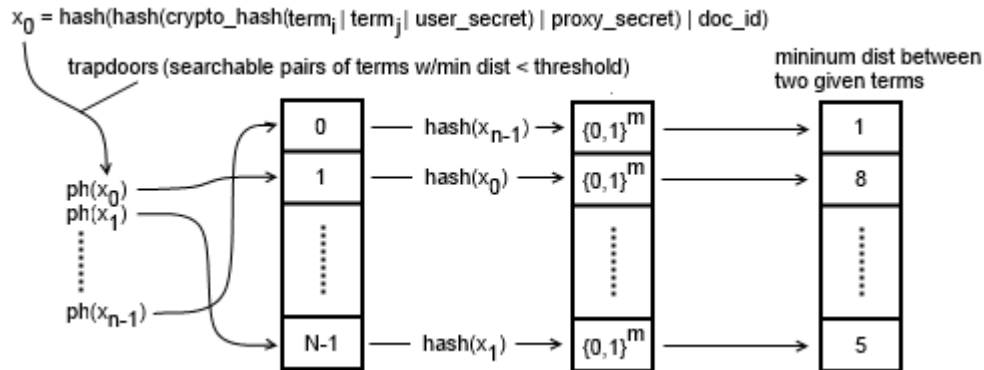 x0 = hash(hash(crypto_hash(termi | termj | user_secret) | proxy_secret) | doc_id)
trapdoors (searchable pairs of terms w/min dist < threshold)
mininum dist between
two given terms
0 hash(xn-1) {0,1}m 1
ph(x0) 1 hash(x0) {0,1}m 8
ph(x1)
ph(xn-1)
N-1 hash(x1) {0,1}m 5